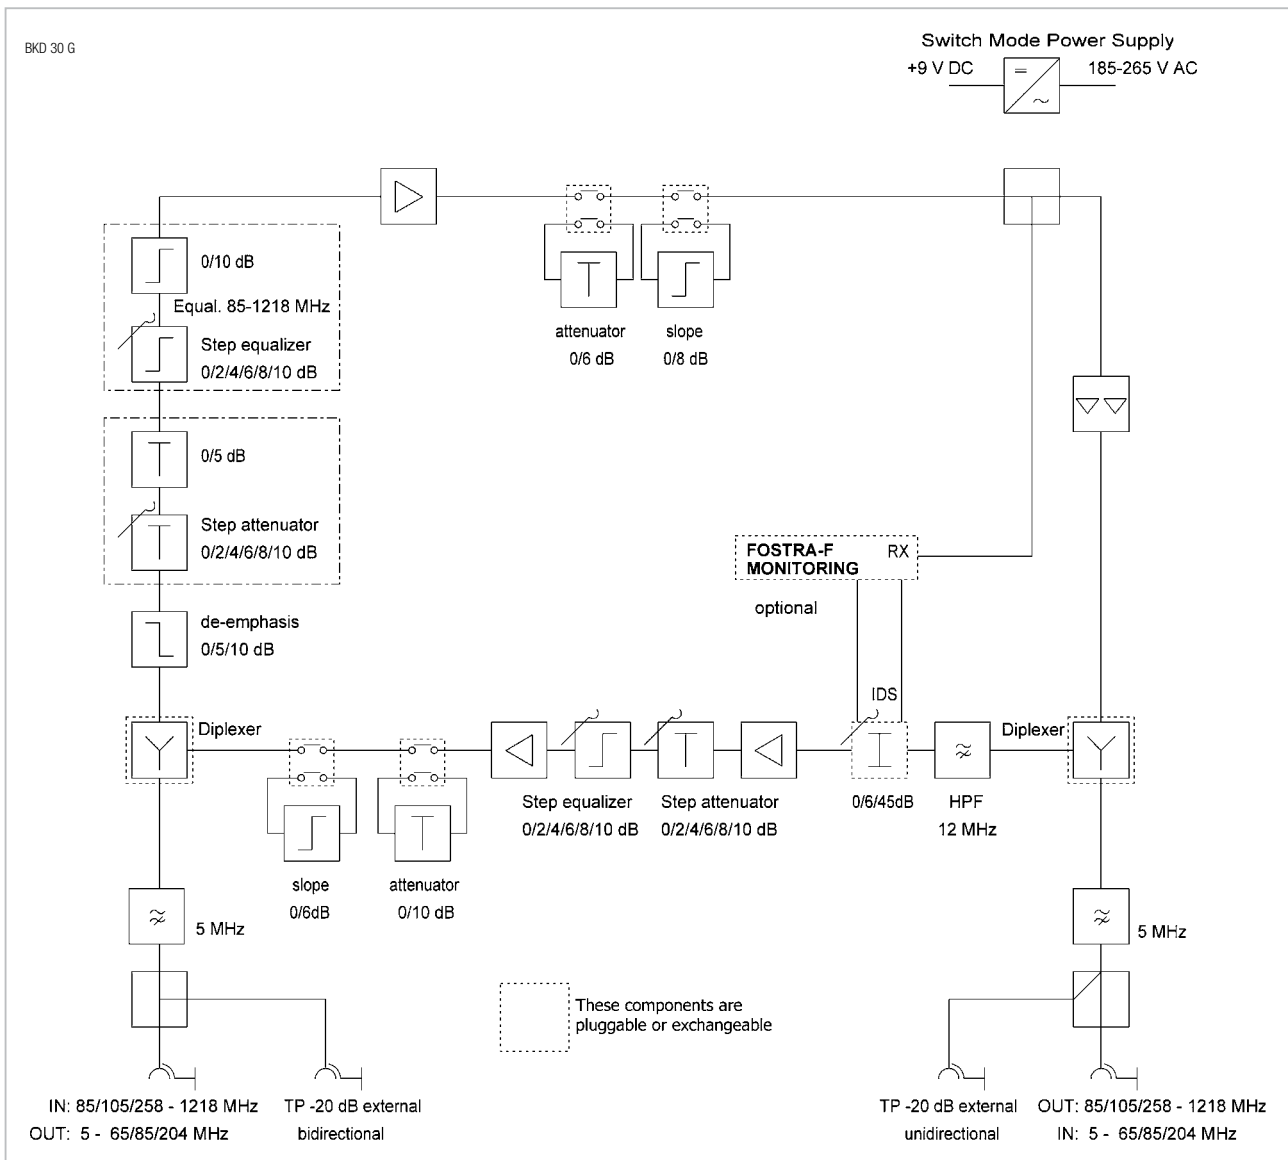 BKD 30 G
Switch Mode Power Supply
+9 V DC
185-265 V AC
0/10 dB
Equal. 85-1218 MHz
Step equalizer
0/2/4/6/8/10 dB
attenuator
0/6 dB
slope
0/8 dB
0/5 dB
Step attenuator
0/2/4/6/8/10 dB
FOSTRA-F
MONITORING
RX
optional
de-emphasis
0/5/10 dB
IDS
Diplexer
Diplexer
Step equalizer
0/2/4/6/8/10 dB
Step attenuator
0/2/4/6/8/10 dB
0/6/45dB
HPF
12 MHz
slope
0/6dB
attenuator
0/10 dB
5 MHz
5 MHz
These components are
pluggable or exchangeable
IN: 85/105/258 - 1218 MHz
OUT: 5 - 65/85/204 MHz
TP -20 dB external
bidirectional
TP -20 dB external
unidirectional
OUT: 85/105/258 - 1218 MHz
IN: 5 - 65/85/204 MHz